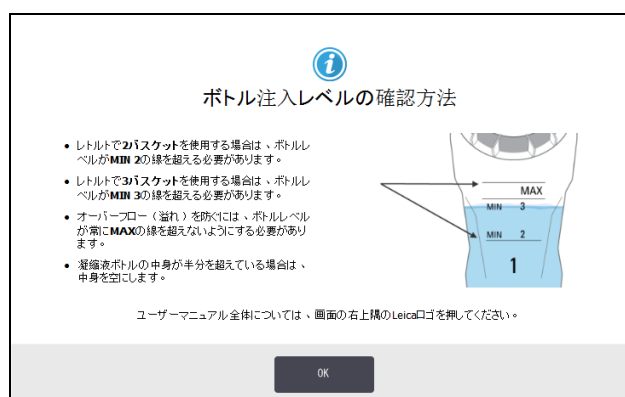 ボトル注入レベルの確認方法
• レトルトで2バスケットを使用する場合は、ボトルレ
ベルがMIN 2の線を超える必要があります。
• レトルトで3バスケットを使用する場合は、ボトルレ
ベルがMIN 3の線を超える必要があります。
• オーバーフロー（溢れ）を防ぐには、ボトルレベル
が常にMAXの線を超えないようにする必要があり
ます。
• 凝縮液ボトルの中身が半分を超えている場合は、
中身を空にします。
MAX
MIN 3
MIN 2
1
ユーザーマニュアル全体については、画面の右上隅のLeicaロゴを押してください。
OK